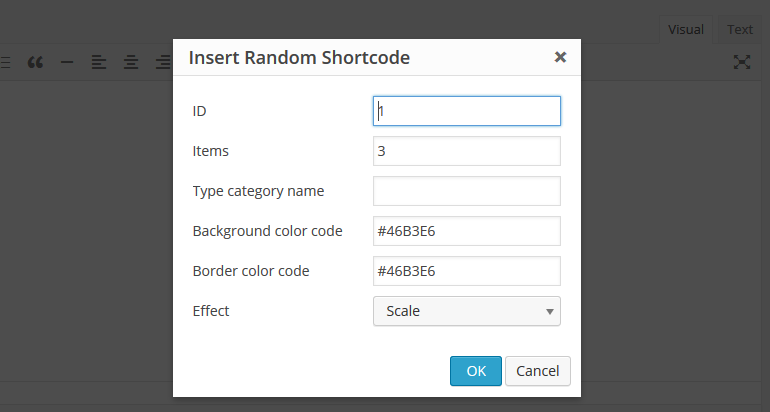 Visual Text
Insert Random Shortcode
ID 1
Items 3
Type category name
Background color code #46B3E6
Border color code #46B3E6
Effect Scale
OK Cancel